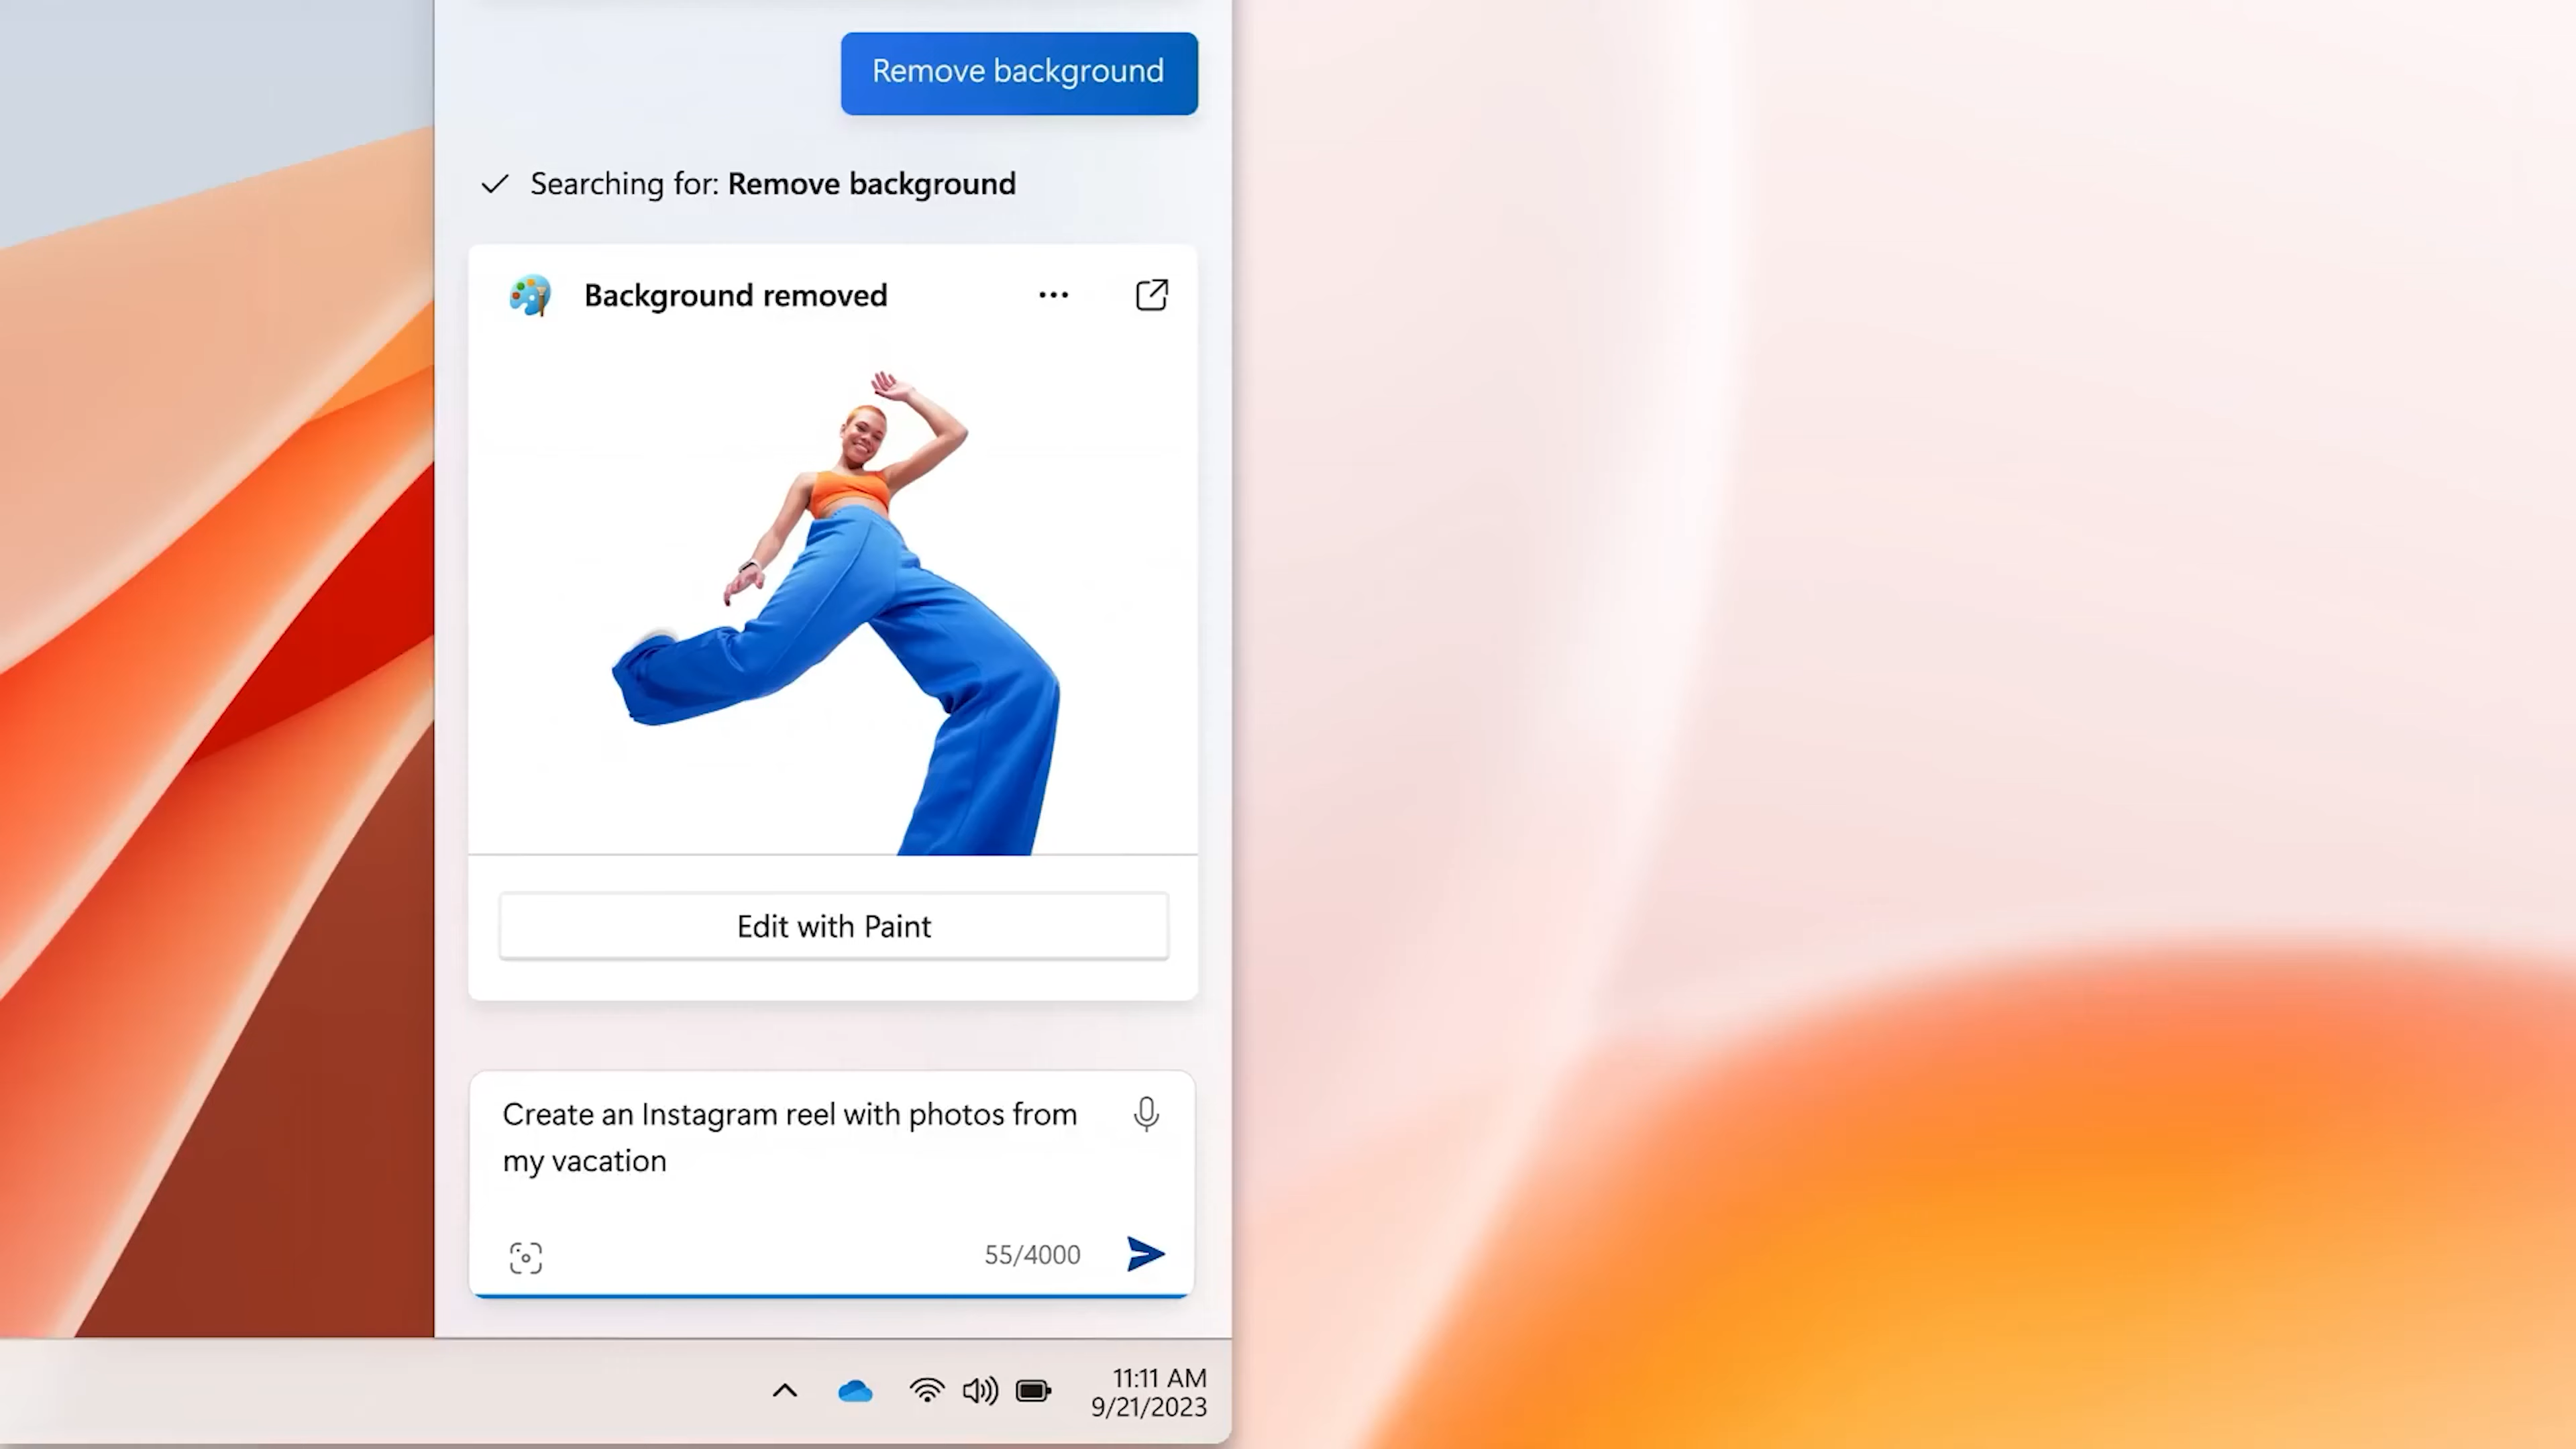 Remove background
Searching for: Remove background
Background removed
Edit with Paint
Create an Instagram reel with photos from
my vacation
55/4000
11:11 AM
9/21/2023